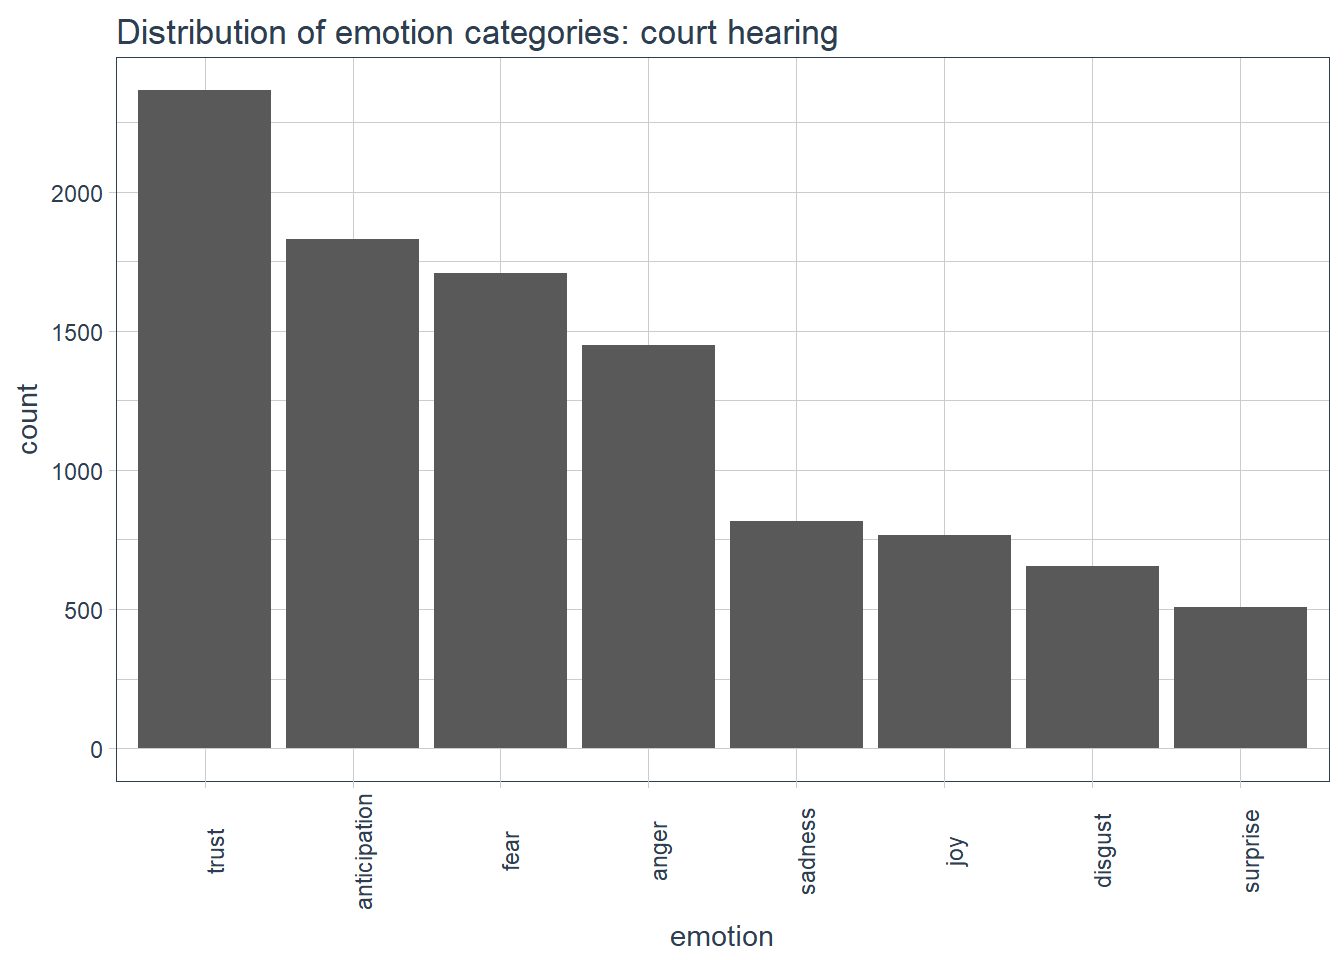 Distribution of emotion categories: court hearing
2000
1500
1000
500
0
count
trust
anticipation
fear
anger
sadness
joy
disgust
surprise
emotion